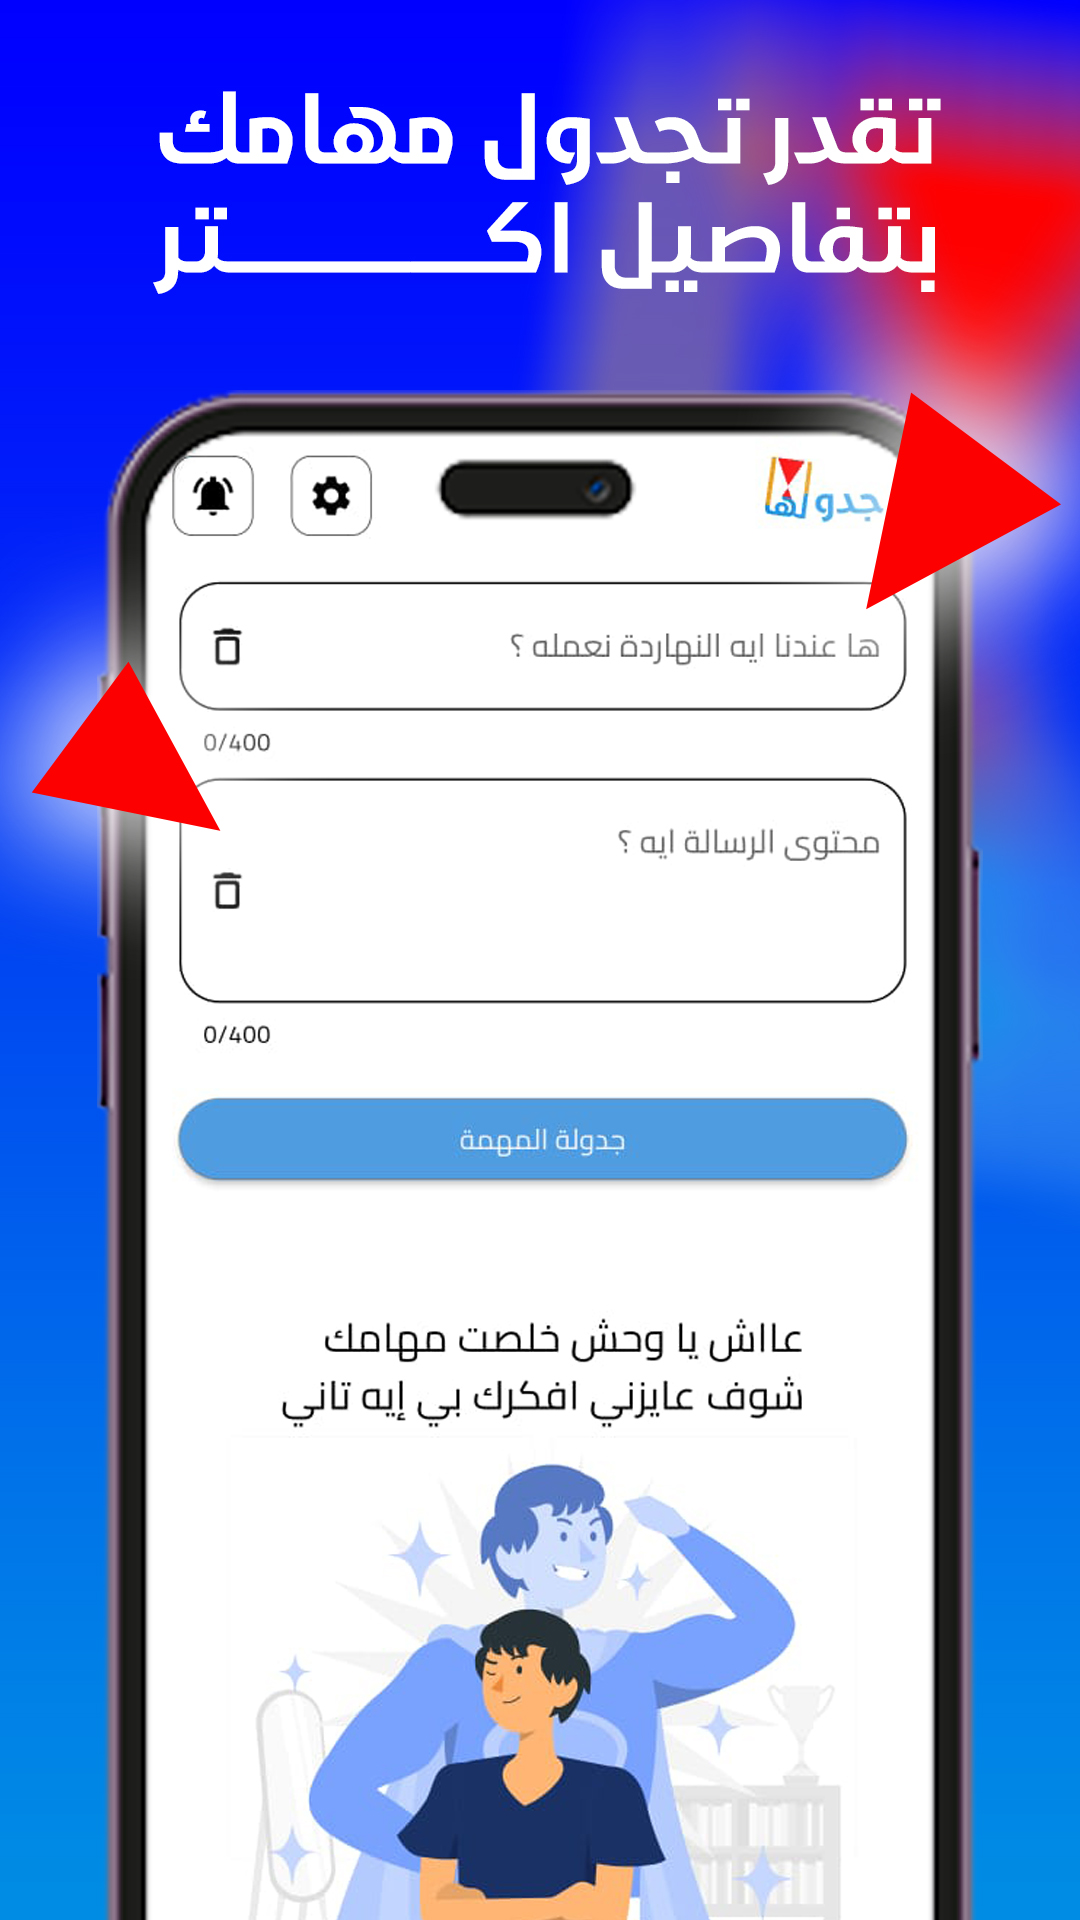 تقدر تجدول مهامك
بتفاصيل اكـــــــــتر
جدولها
ها عندنا ايه النهاردة نعمله ؟
0/400
محتوى الرسالة ايه ؟
0/400
جدولة المهمة
عااش يا وحش خلصت مهامك
شوف عايزني افكرك بي إيه تاني